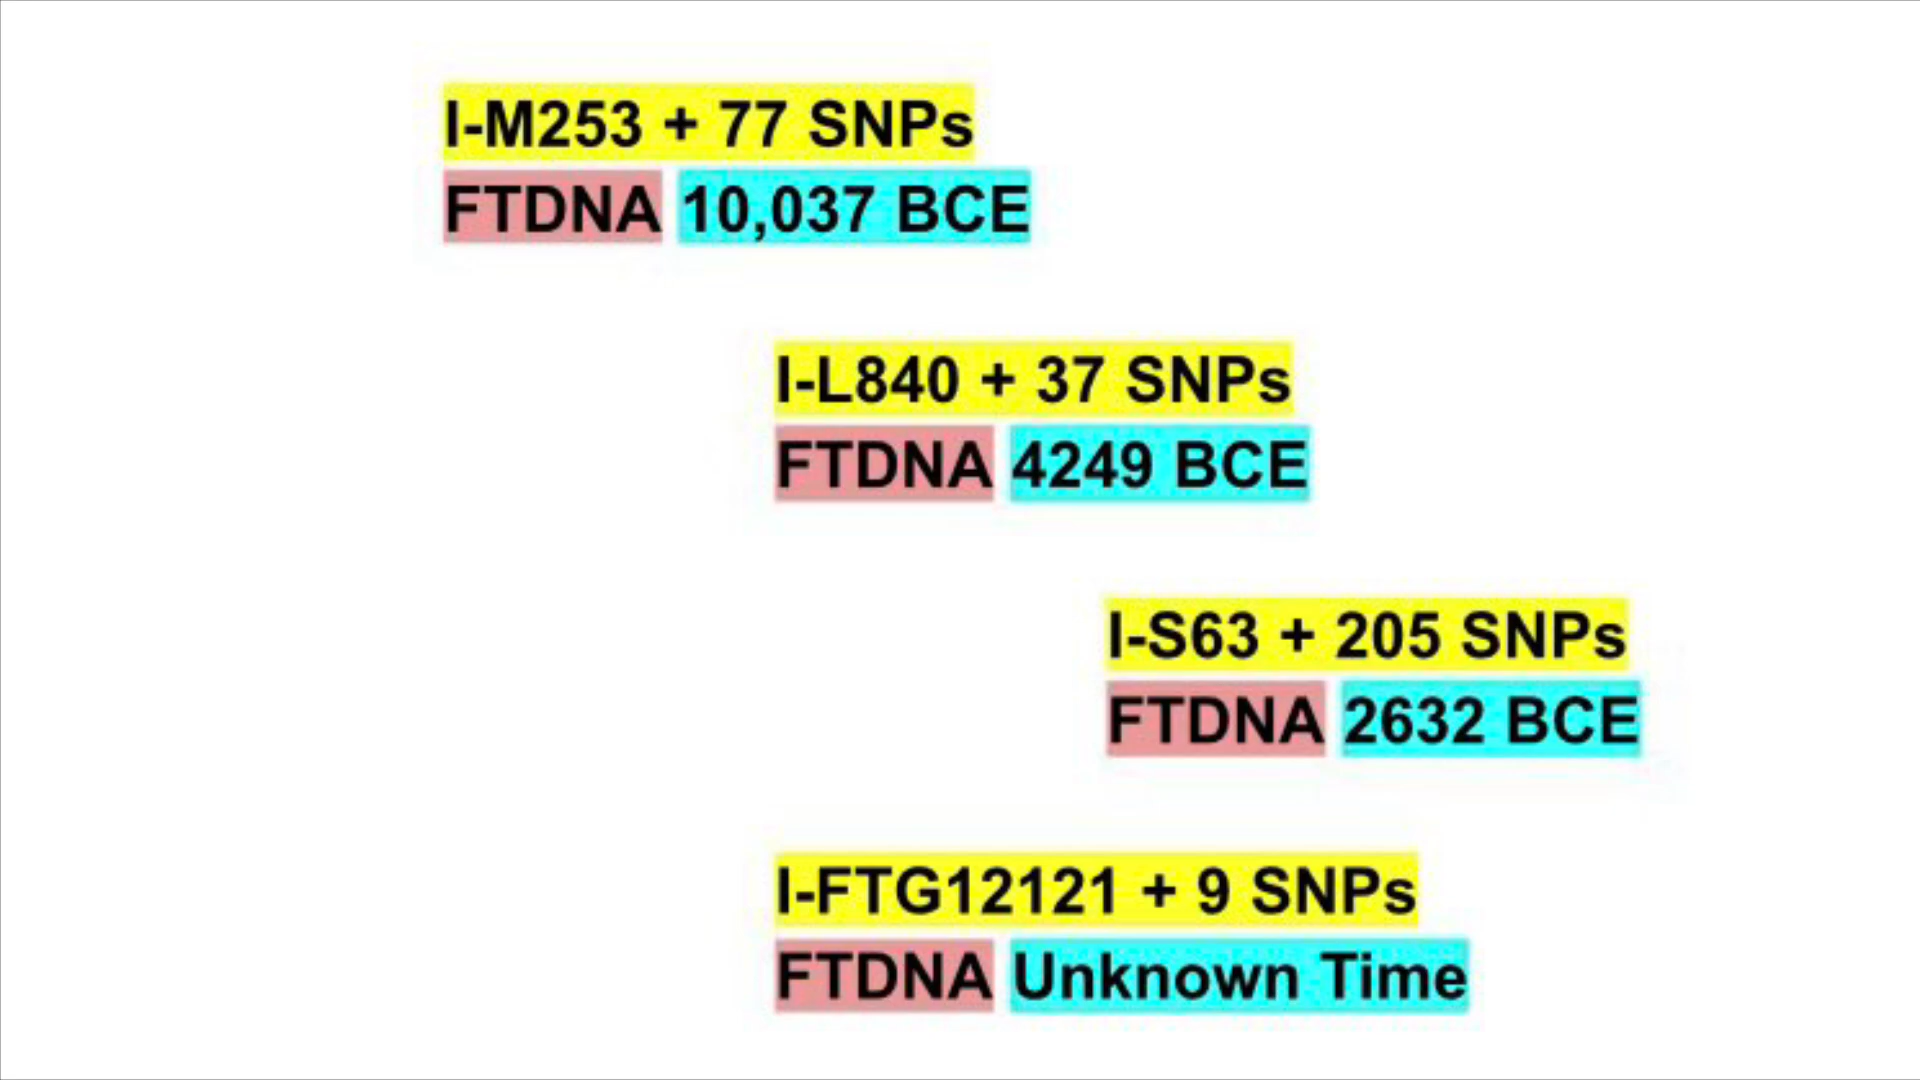 I-M253 + 77 SNPs
FTDNA 10,037 BCE
I-L840 + 37 SNPs
FTDNA 4249 BCE
I-S63 + 205 SNPs
FTDNA 2632 BCE
I-FTG12121 + 9 SNPs
FTDNA Unknown Time